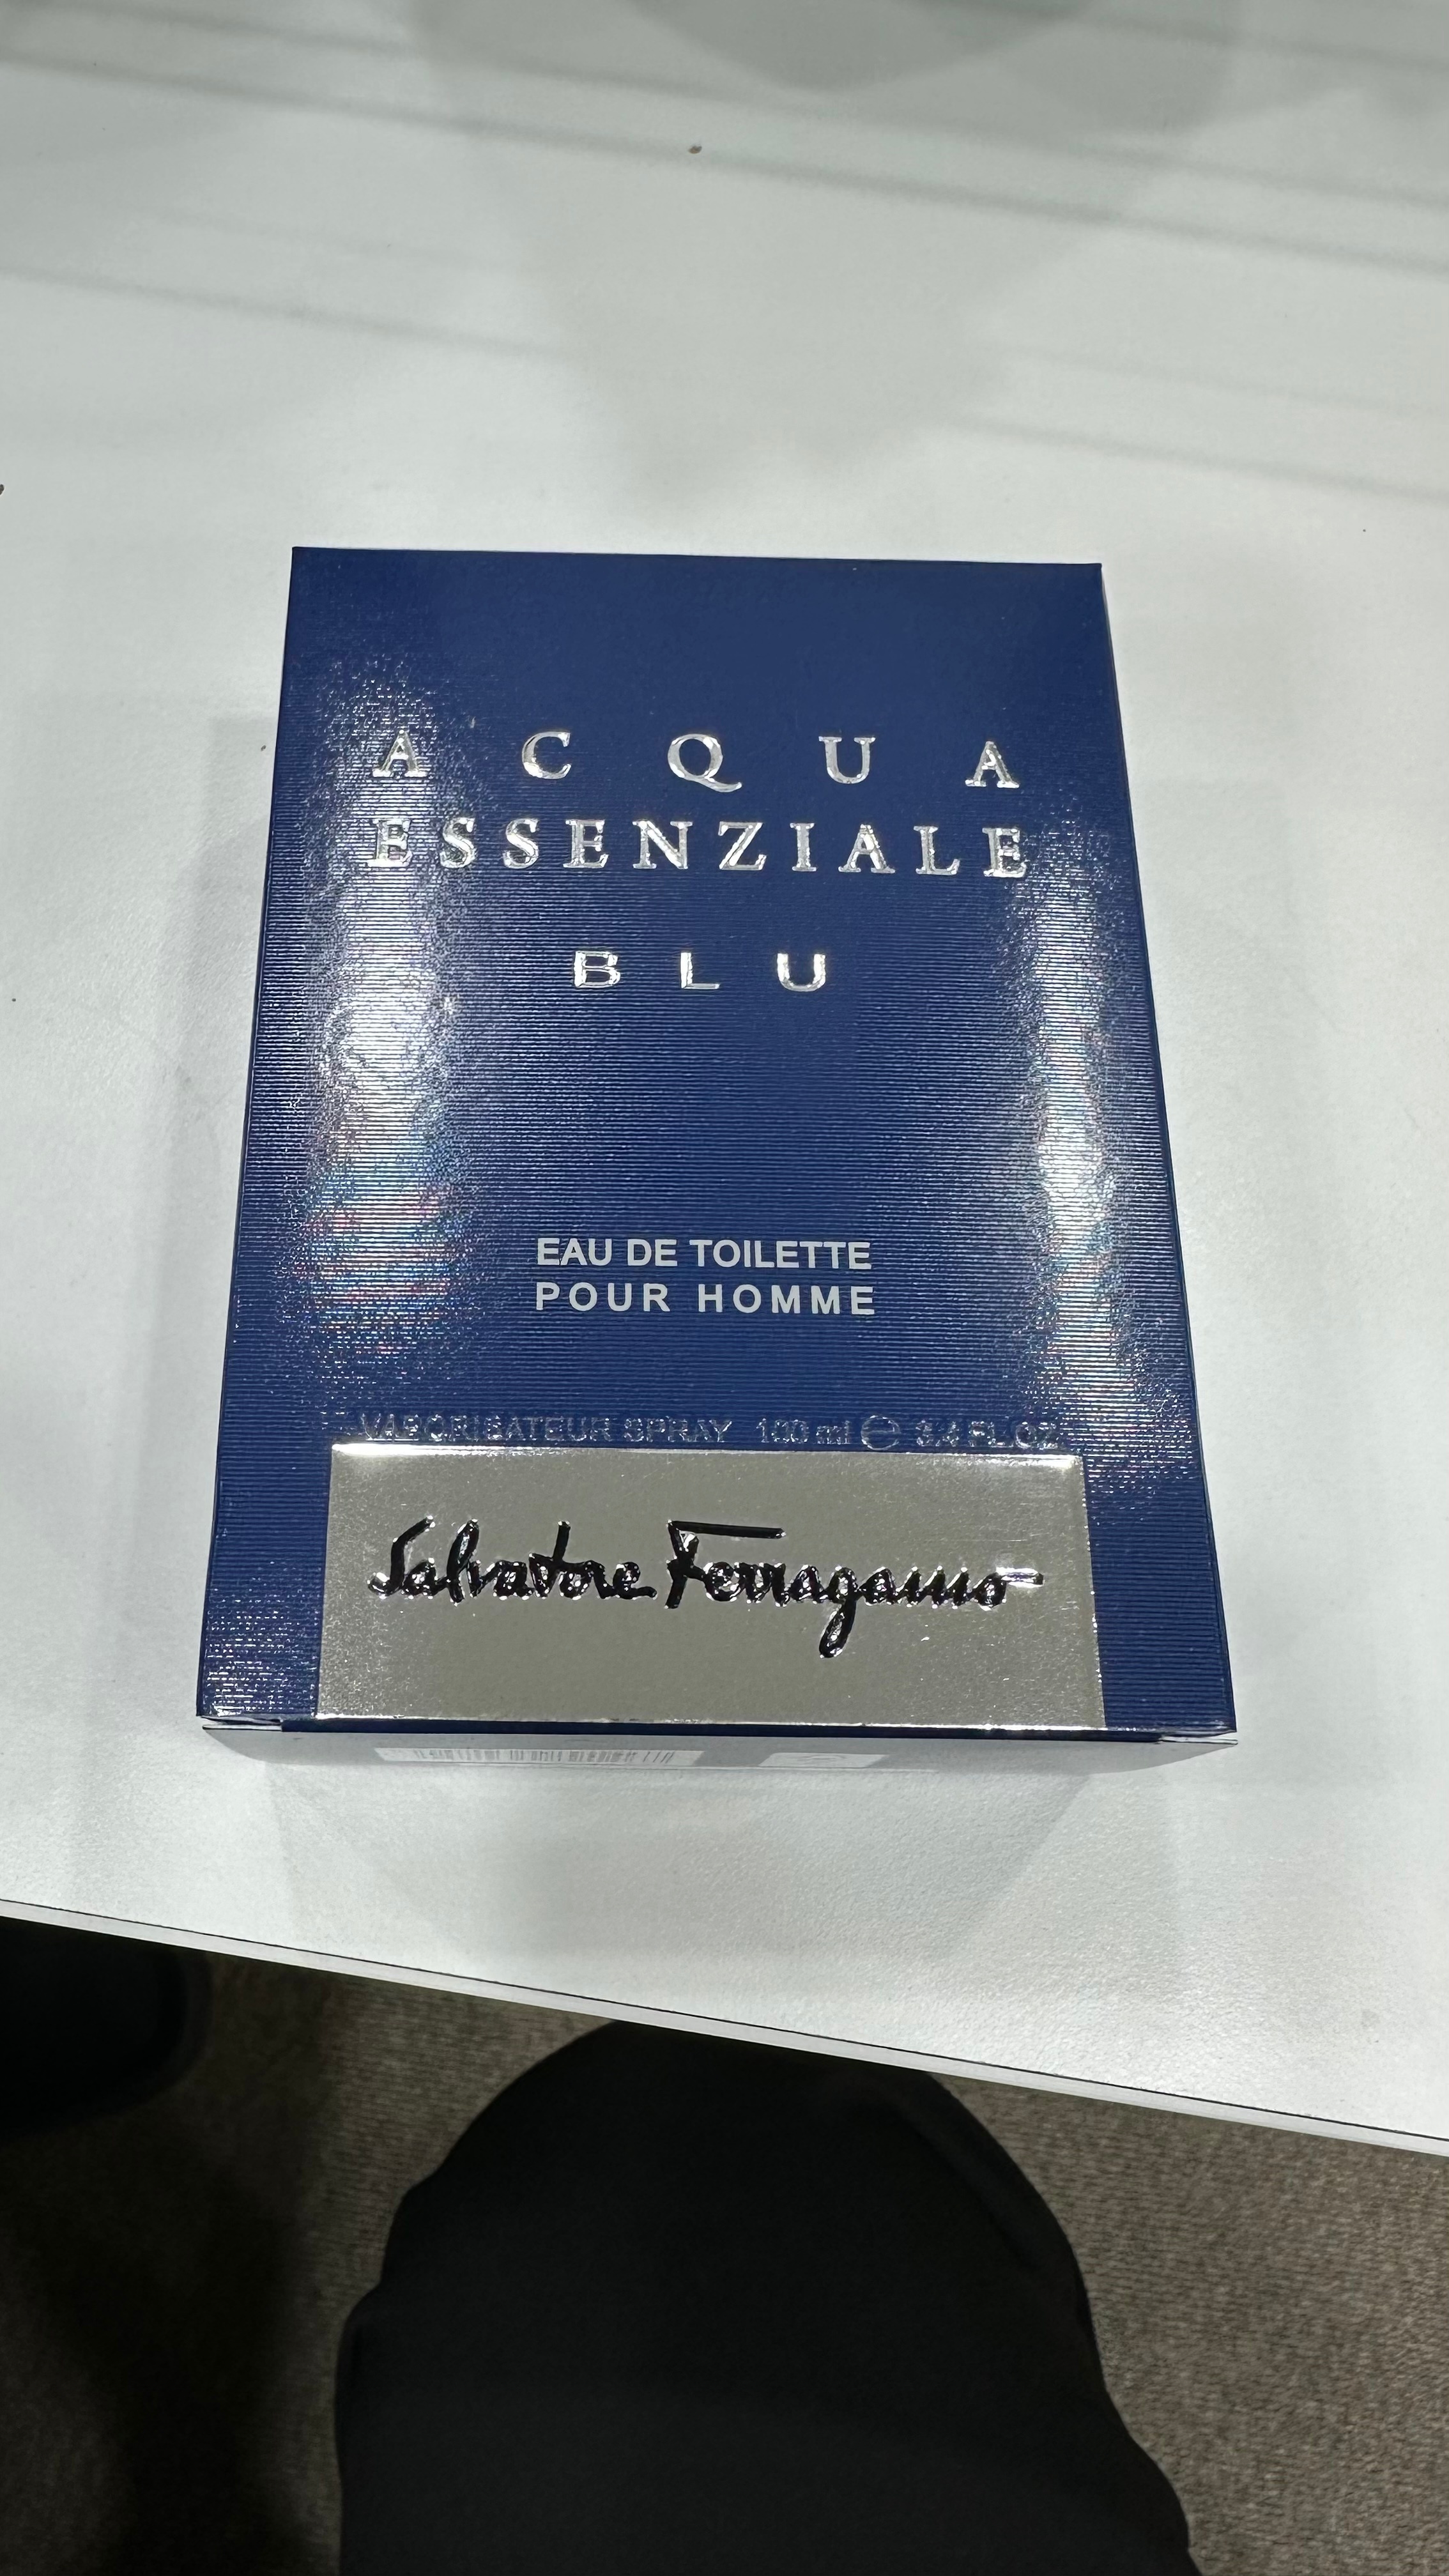 ACQUA
ESSENZIALE
BLU
EAU DE TOILETTE
POUR HOMME
VAPORISATEUR SPRAY 100 ml ℮ 3.4 FL.OZ.
Salvatore Ferragamo